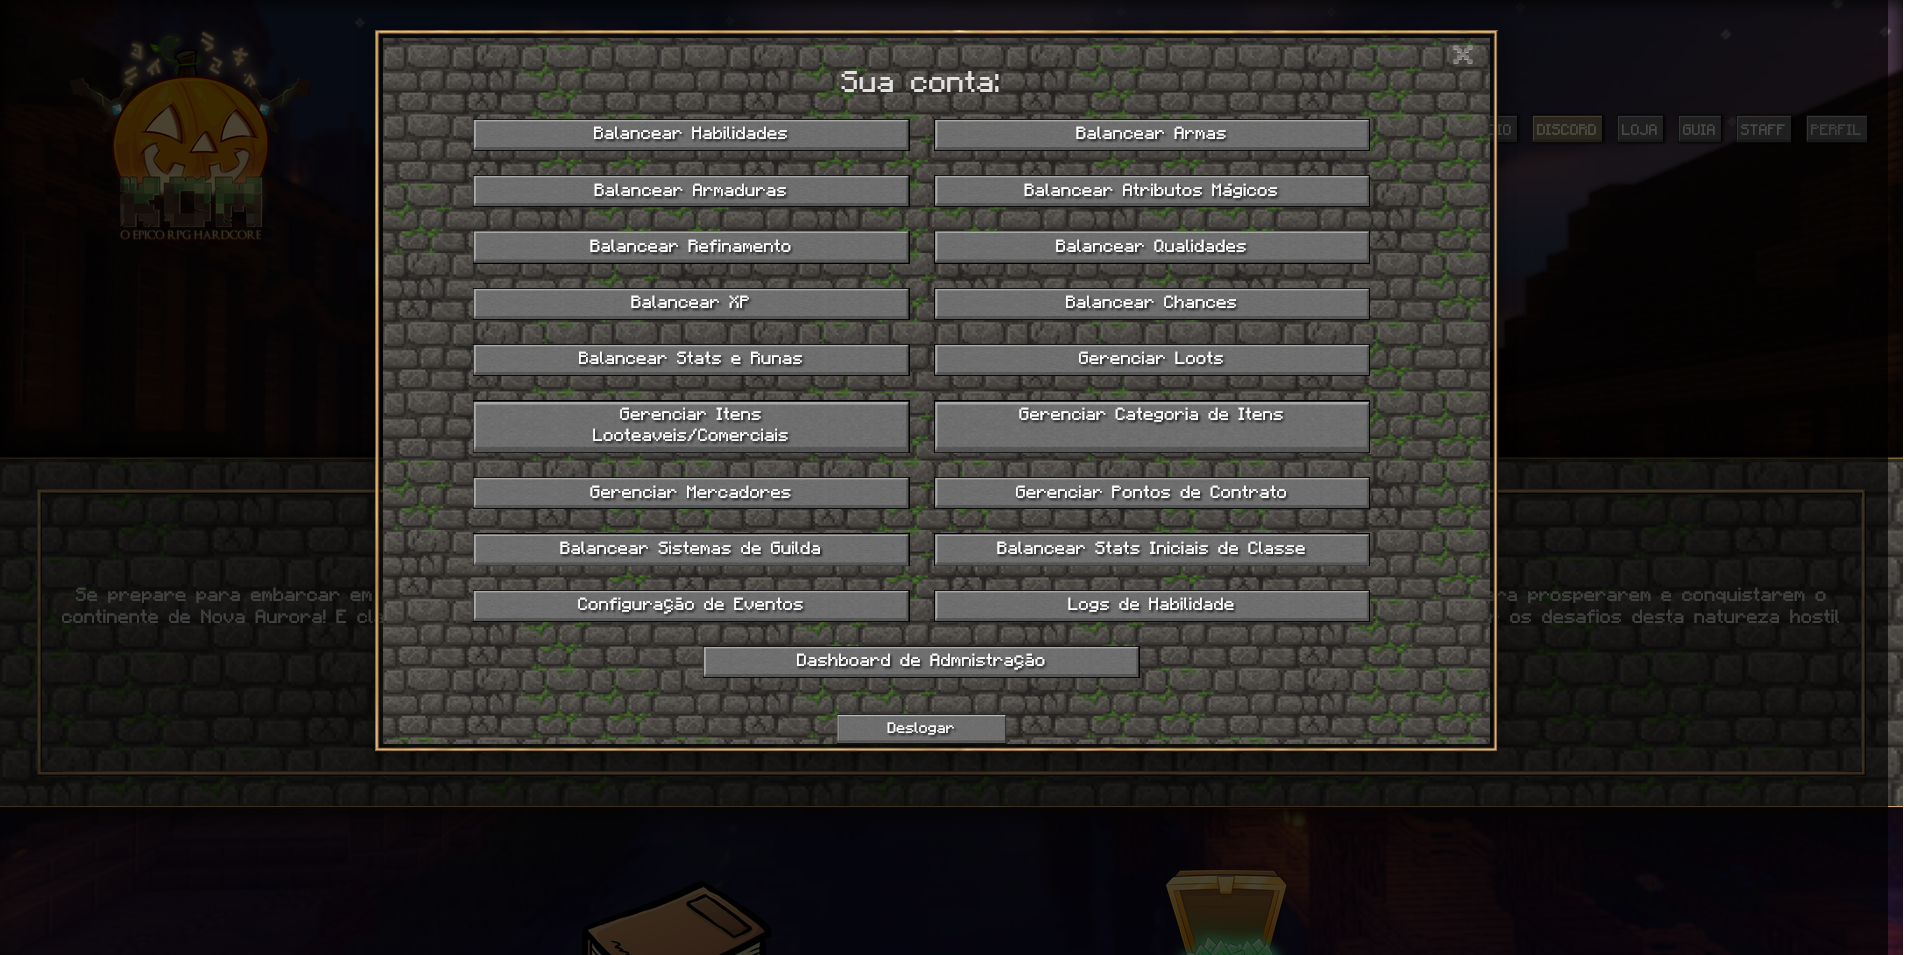 Sua conta:
Balancear Habilidades
Balancear Armas
Balancear Armaduras
Balancear Atributos Mágicos
Balancear Refinamento
Balancear Qualidades
Balancear XP
Balancear Chances
Balancear Stats e Runas
Gerenciar Loots
Gerenciar Itens
Looteaveis/Comerciais
Gerenciar Categoria de Itens
Gerenciar Mercadores
Gerenciar Pontos de Contrato
Balancear Sistemas de Guilda
Balancear Stats Iniciais de Classe
Configuração de Eventos
Logs de Habilidade
Dashboard de Admnistração
Deslogar
DISCORD
LOJA
GUIA
STAFF
PERFIL
KDM
O EPICO RPG HARDCORE
Se prepare para embarcar em
prosperarem e conquistarem o
continente de Nova Aurora! E
os desafios desta natureza hostil